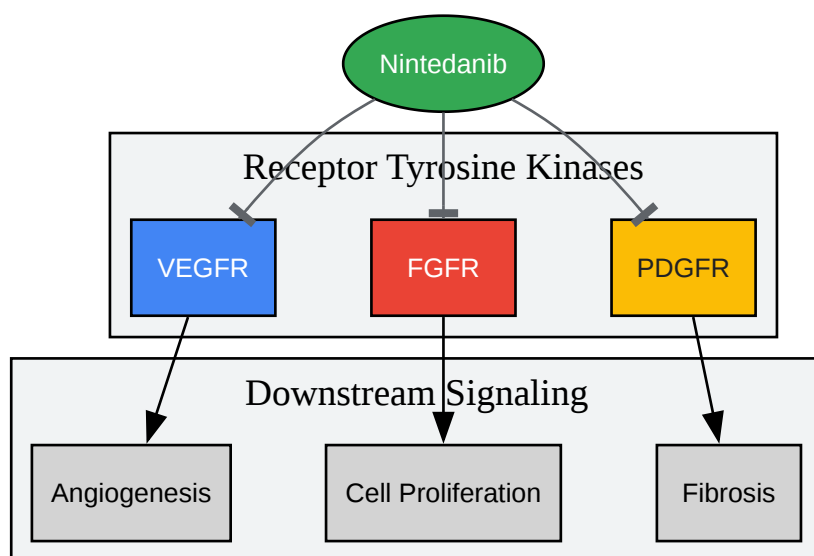 Nintedanib
Receptor Tyrosine Kinases
VEGFR
FGFR
PDGFR
Downstream Signaling
Angiogenesis
Cell Proliferation
Fibrosis